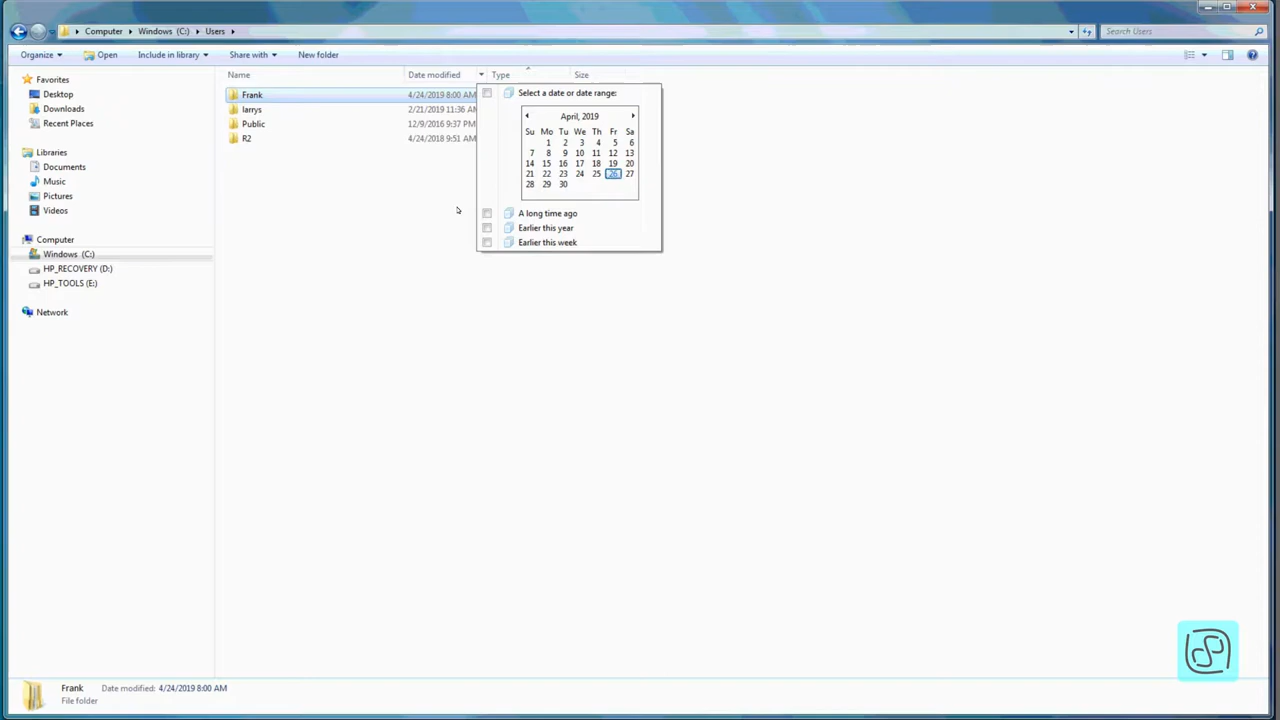 Computer Windows (C:) Users
Search Users
Organize Open Include in library Share with New folder
Favorites
Desktop
Downloads
Recent Places
Libraries
Documents
Music
Pictures
Videos
Computer
Windows (C:)
HP_RECOVERY (D:)
HP_TOOLS (E:)
Network
Name Date modified Type Size
Frank 4/24/2019 8:00 AM
larrys 2/21/2019 11:36 AM
Public 12/9/2016 9:37 PM
R2 4/24/2018 9:51 AM
Select a date or date range:
April, 2019
Su Mo Tu We Th Fr Sa
1 2 3 4 5 6
7 8 9 10 11 12 13
14 15 16 17 18 19 20
21 22 23 24 25 26 27
28 29 30
A long time ago
Earlier this year
Earlier this week
Frank Date modified: 4/24/2019 8:00 AM
File folder